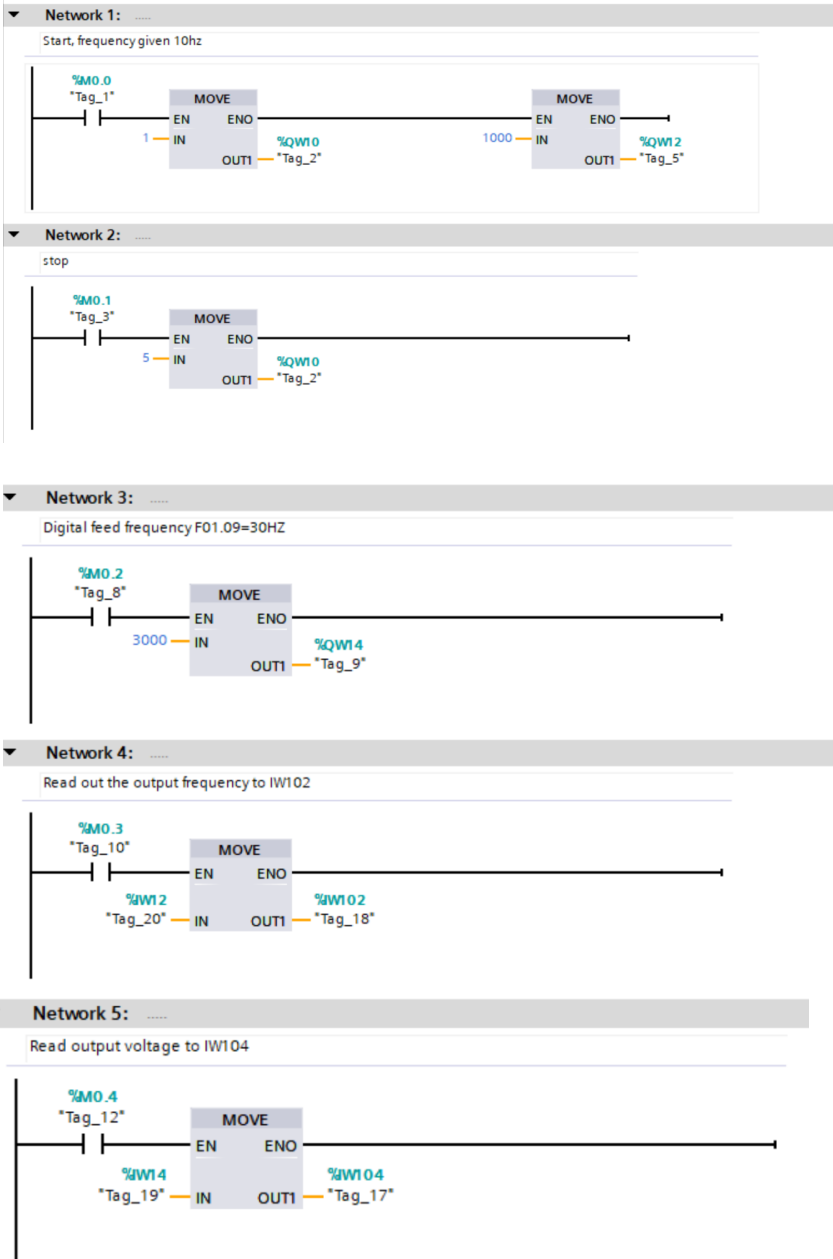 Network 1: .....
Start, frequency given 10hz
%M0.0
"Tag_1"
MOVE
MOVE
EN ENO
EN ENO
1 IN
%QW10
1000 IN
%QW12
OUT1 "Tag_2"
OUT1 "Tag_5"
Network 2: .....
stop
%M0.1
"Tag_3"
MOVE
EN ENO
5 IN
%QW10
OUT1 "Tag_2"
Network 3: .....
Digital feed frequency F01.09=30HZ
%M0.2
"Tag_8"
MOVE
EN ENO
3000 IN
%QW14
OUT1 "Tag_9"
Network 4: .....
Read out the output frequency to IW102
%M0.3
"Tag_10"
MOVE
EN ENO
%IW12
%IW102
"Tag_20" IN OUT1 "Tag_18"
Network 5: .....
Read output voltage to IW104
%M0.4
"Tag_12"
MOVE
EN ENO
%IW14
%IW104
"Tag_19" IN OUT1 "Tag_17"